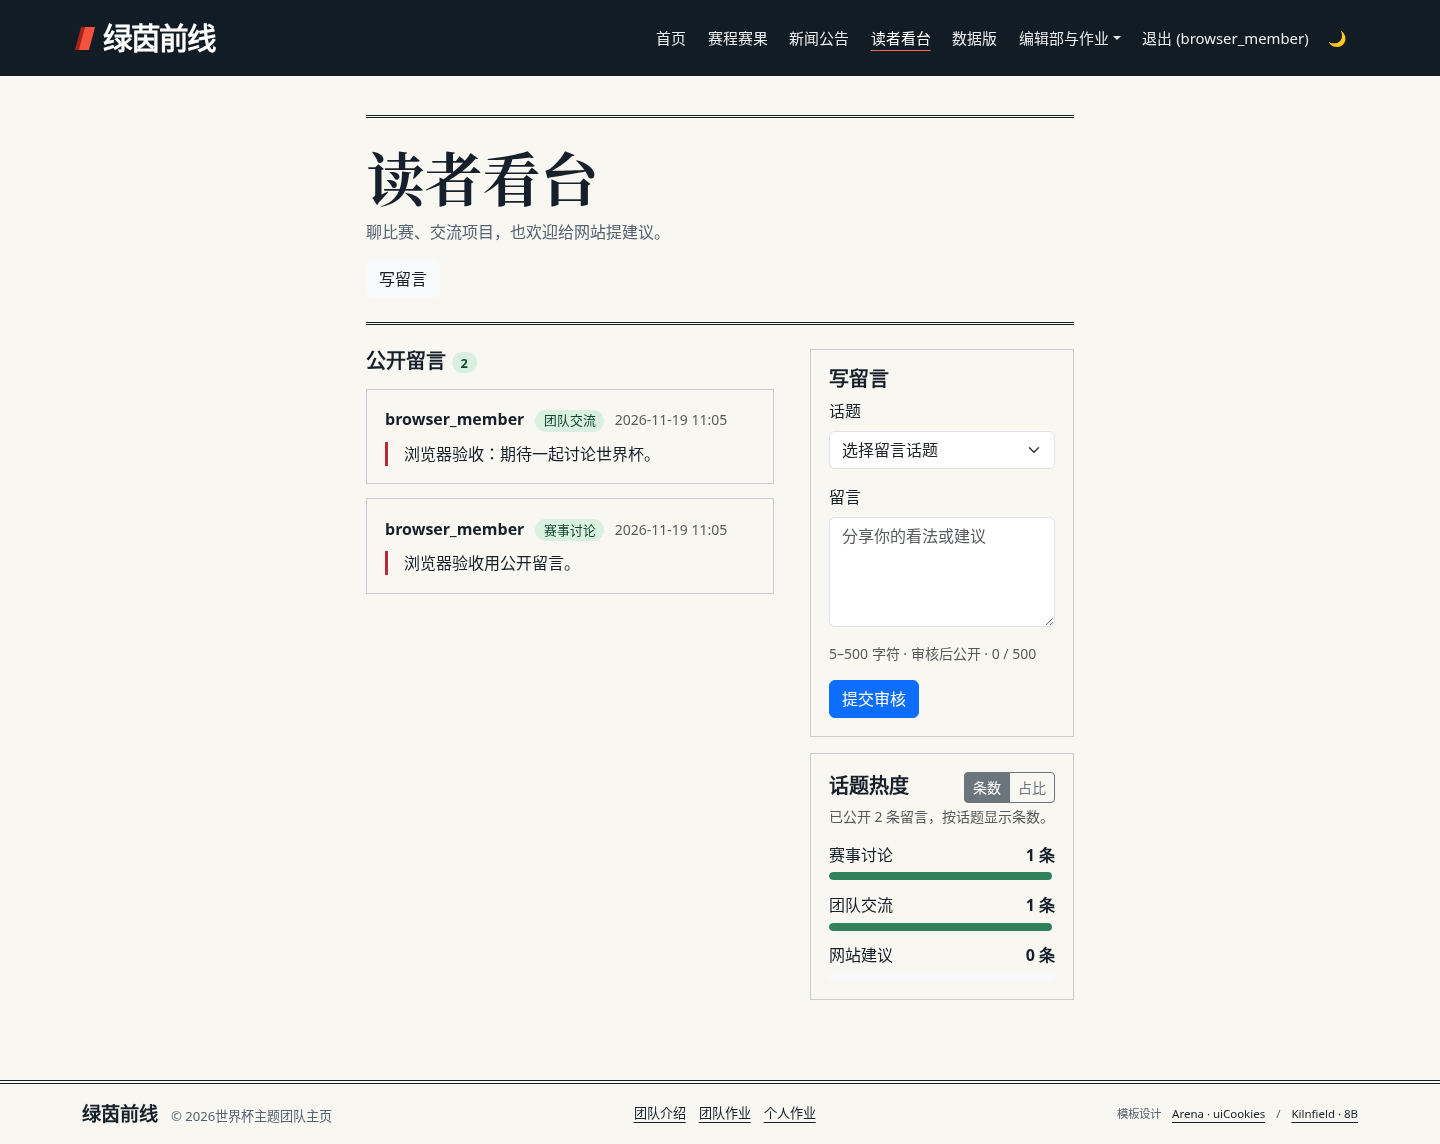 绿茵前线
首页 赛程赛果 新闻公告 读者看台 数据版 编辑部与作业 退出 (browser_member)
读者看台
聊比赛、交流项目，也欢迎给网站提建议。
写留言
公开留言 2
browser_member 团队交流 2026-11-19 11:05
浏览器验收：期待一起讨论世界杯。
browser_member 赛事讨论 2026-11-19 11:05
浏览器验收用公开留言。
写留言
话题
选择留言话题
留言
分享你的看法或建议
5–500 字符 · 审核后公开 · 0 / 500
提交审核
话题热度 条数 占比
已公开 2 条留言，按话题显示条数。
赛事讨论 1 条
团队交流 1 条
网站建议 0 条
绿茵前线 © 2026世界杯主题团队主页 团队介绍 团队作业 个人作业 模板设计 Arena · uiCookies / Kilnfield · 8B